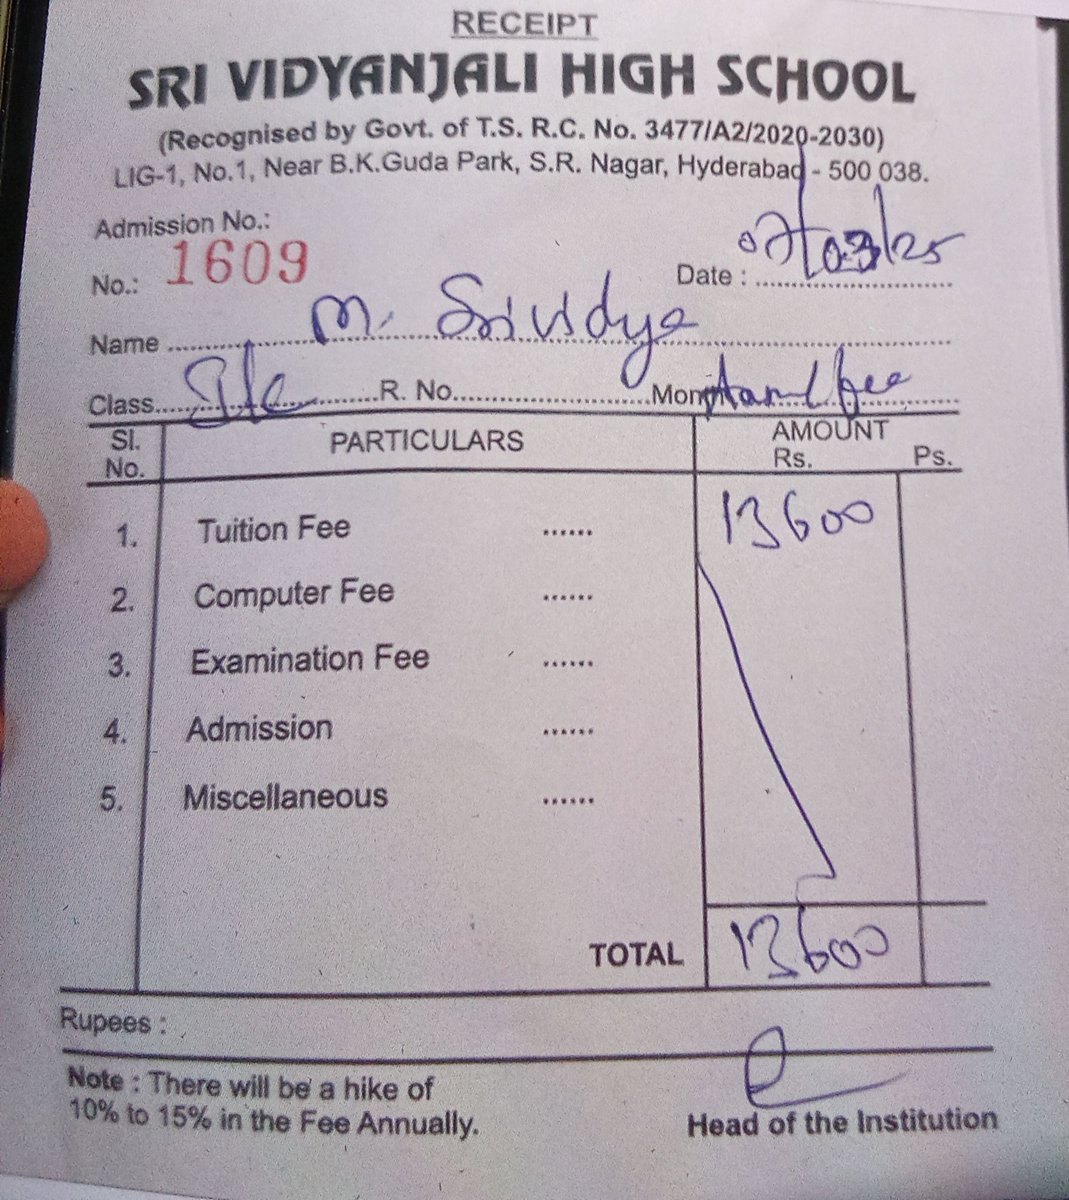 RECEIPT
SRI VIDYANJALI HIGH SCHOOL
(Recognised by Govt. of T.S. R.C. No. 3477/A2/2020-2030)
LIG-1, No.1, Near B.K.Guda Park, S.R. Nagar, Hyderabad - 500 038.
Admission No.:
No.: 1609 Date : 07/03/25
Name M. Srividya
Class R. No. fee
Sl. No. PARTICULARS AMOUNT Rs. Ps.
1. Tuition Fee ...... 13600
2. Computer Fee ......
3. Examination Fee ......
4. Admission ......
5. Miscellaneous ......
TOTAL 13600
Rupees :
Note : There will be a hike of
10% to 15% in the Fee Annually.
Head of the Institution